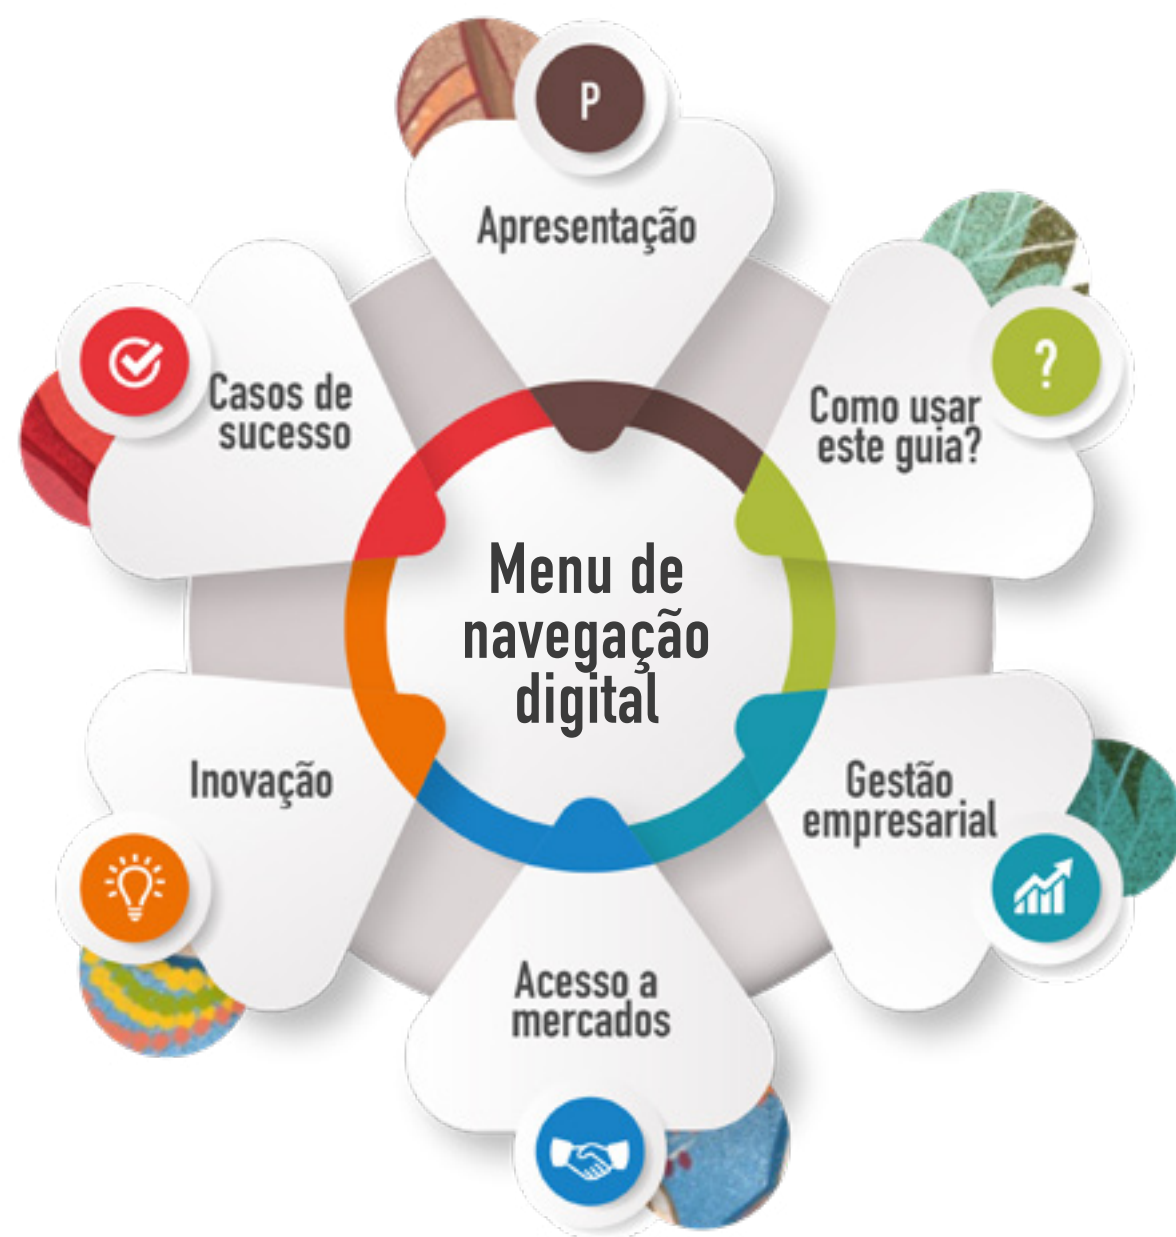 P
Apresentação
?
Como usar
este guia?
Gestão
empresarial
Acesso a
mercados
Inovação
Casos de
sucesso
Menu de
navegação
digital